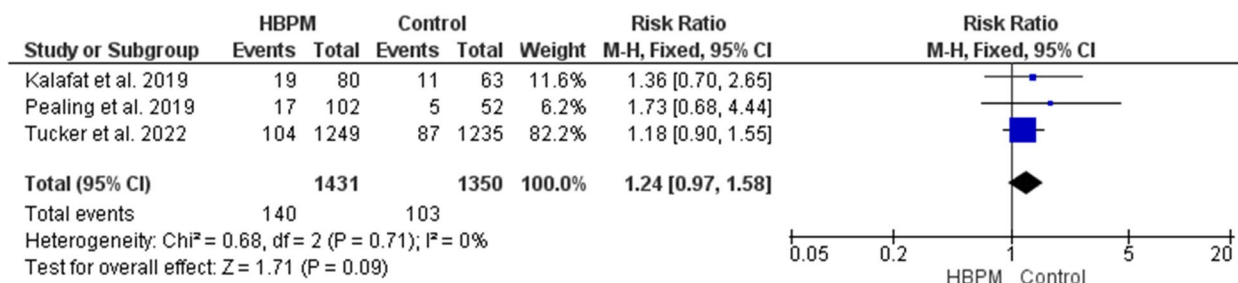 HBPM Control Risk Ratio Risk Ratio
Study or Subgroup Events Total Events Total Weight M-H, Fixed, 95% CI M-H, Fixed, 95% CI
Kalafat et al. 2019 19 80 11 63 11.6% 1.36 [0.70, 2.65]
Pealing et al. 2019 17 102 5 52 6.2% 1.73 [0.68, 4.44]
Tucker et al. 2022 104 1249 87 1235 82.2% 1.18 [0.90, 1.55]
Total (95% CI) 1431 1350 100.0% 1.24 [0.97, 1.58]
Total events 140 103
Heterogeneity: Chi² = 0.68, df = 2 (P = 0.71); I² = 0%
Test for overall effect: Z = 1.71 (P = 0.09)
0.05 0.2 1 5 20
HBPM Control